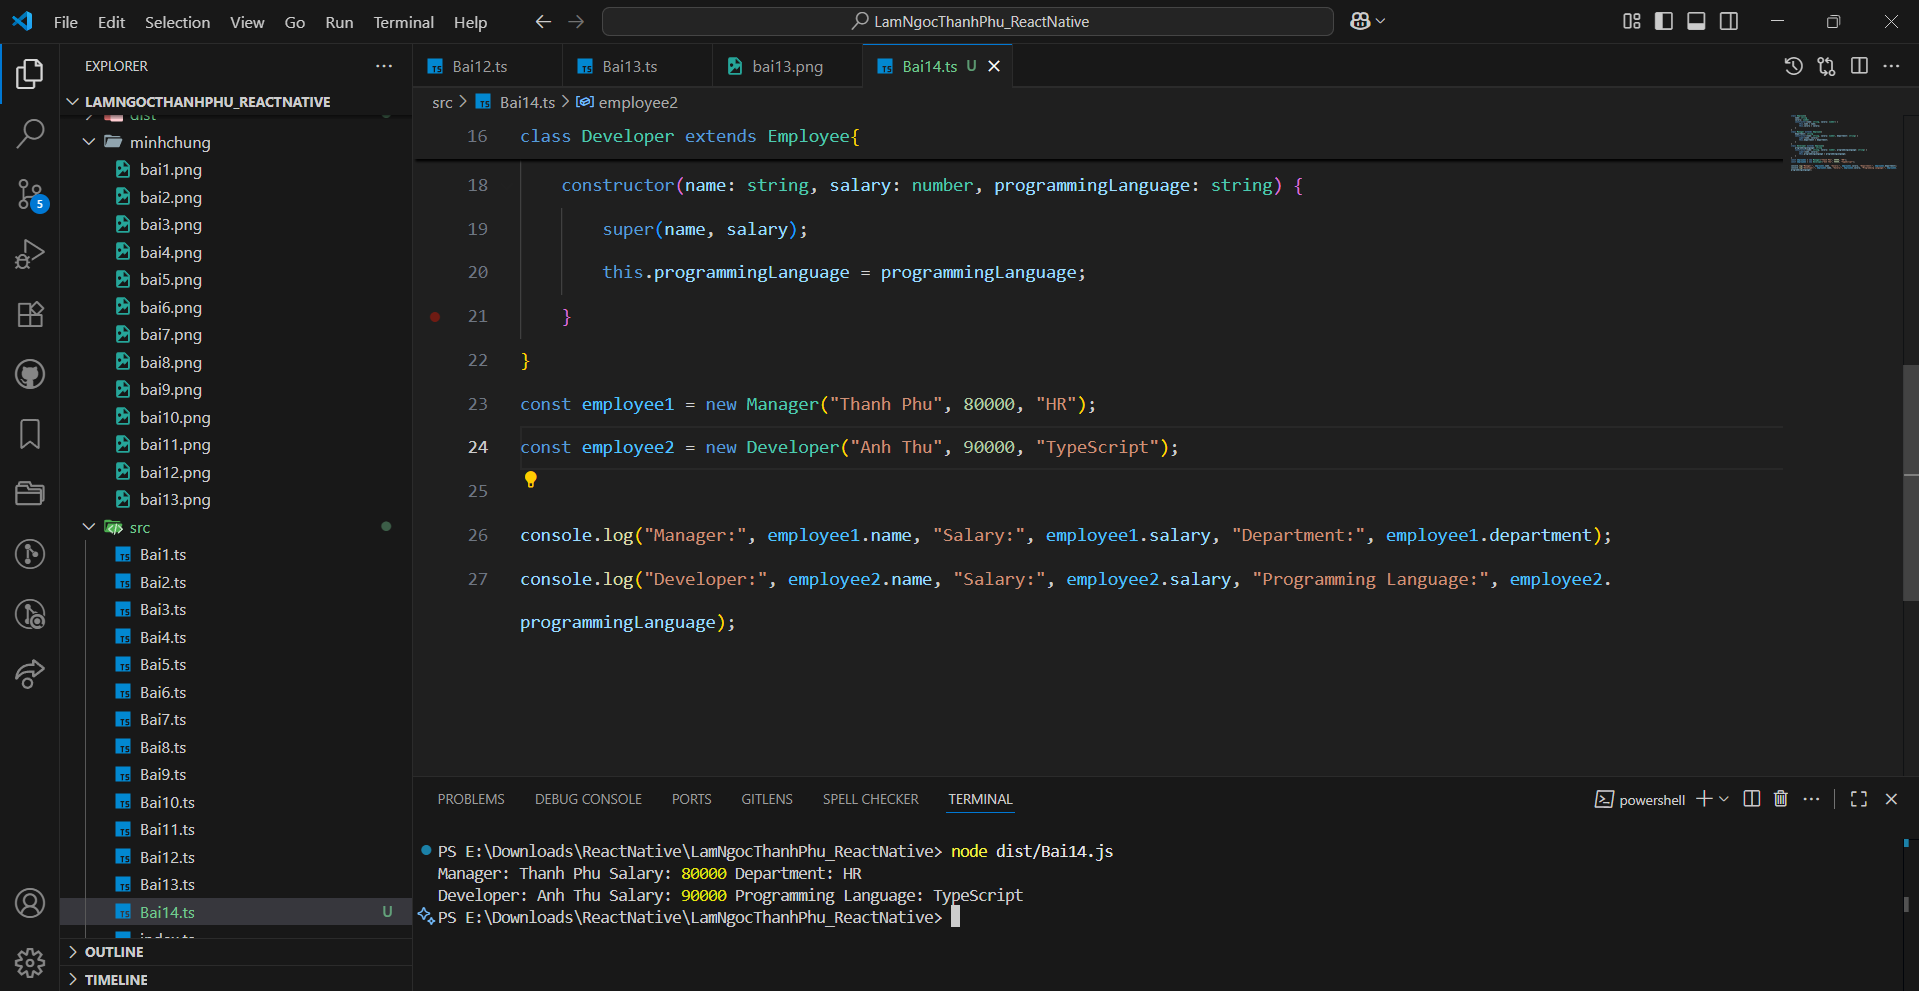 File Edit Selection View Go Run Terminal Help LamNgocThanhPhu_ReactNative
EXPLORER
LAMNGOCTHANHPHU_REACTNATIVE
dist
minhchung
bai1.png
bai2.png
bai3.png
bai4.png
bai5.png
bai6.png
bai7.png
bai8.png
bai9.png
bai10.png
bai11.png
bai12.png
bai13.png
src
Bai1.ts
Bai2.ts
Bai3.ts
Bai4.ts
Bai5.ts
Bai6.ts
Bai7.ts
Bai8.ts
Bai9.ts
Bai10.ts
Bai11.ts
Bai12.ts
Bai13.ts
Bai14.ts U
index.ts
OUTLINE
TIMELINE
5
Bai12.ts Bai13.ts bai13.png Bai14.ts U
src > Bai14.ts > employee2
16 class Developer extends Employee{
18 constructor(name: string, salary: number, programmingLanguage: string) {
19 super(name, salary);
20 this.programmingLanguage = programmingLanguage;
21 }
22 }
23 const employee1 = new Manager("Thanh Phu", 80000, "HR");
24 const employee2 = new Developer("Anh Thu", 90000, "TypeScript");
25
26 console.log("Manager:", employee1.name, "Salary:", employee1.salary, "Department:", employee1.department);
27 console.log("Developer:", employee2.name, "Salary:", employee2.salary, "Programming Language:", employee2.
programmingLanguage);
PROBLEMS DEBUG CONSOLE PORTS GITLENS SPELL CHECKER TERMINAL powershell
PS E:\Downloads\ReactNative\LamNgocThanhPhu_ReactNative> node dist/Bai14.js
Manager: Thanh Phu Salary: 80000 Department: HR
Developer: Anh Thu Salary: 90000 Programming Language: TypeScript
PS E:\Downloads\ReactNative\LamNgocThanhPhu_ReactNative>